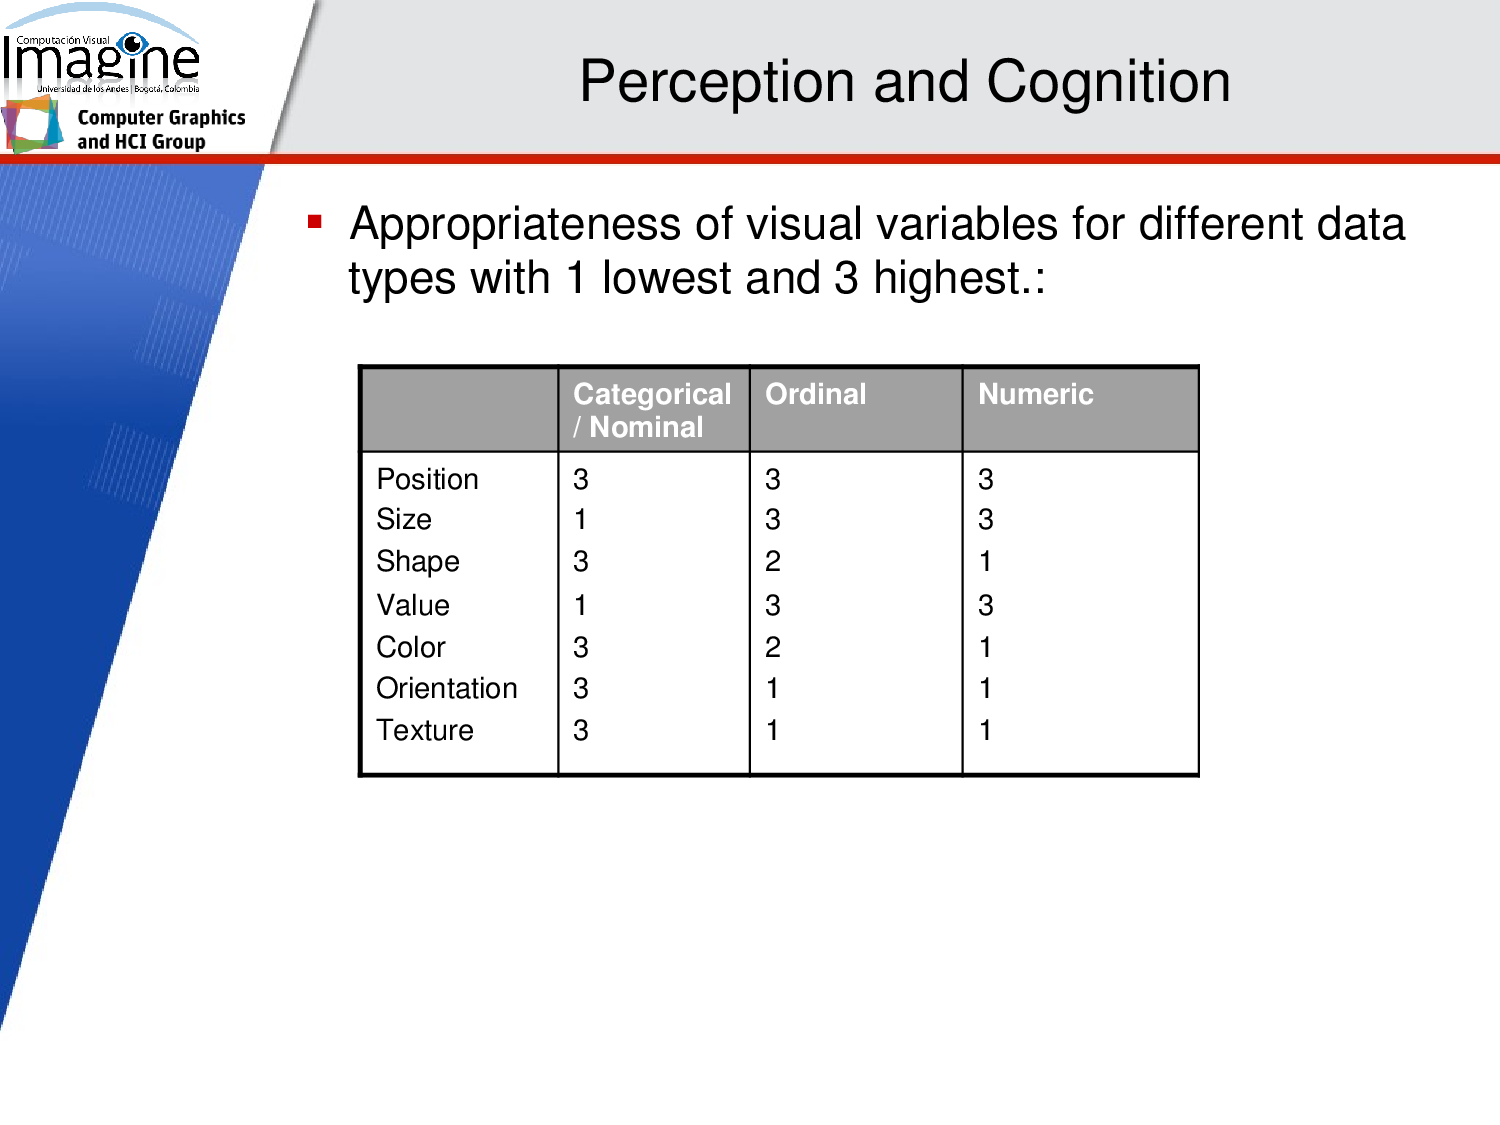 Computación Visual
Imagine
Universidad de los Andes | Bogotá, Colombia
Computer Graphics
and HCI Group
Perception and Cognition
Appropriateness of visual variables for different data
types with 1 lowest and 3 highest.:
Categorical / Nominal Ordinal Numeric
Position 3 3 3
Size 1 3 3
Shape 3 2 1
Value 1 3 3
Color 3 2 1
Orientation 3 1 1
Texture 3 1 1